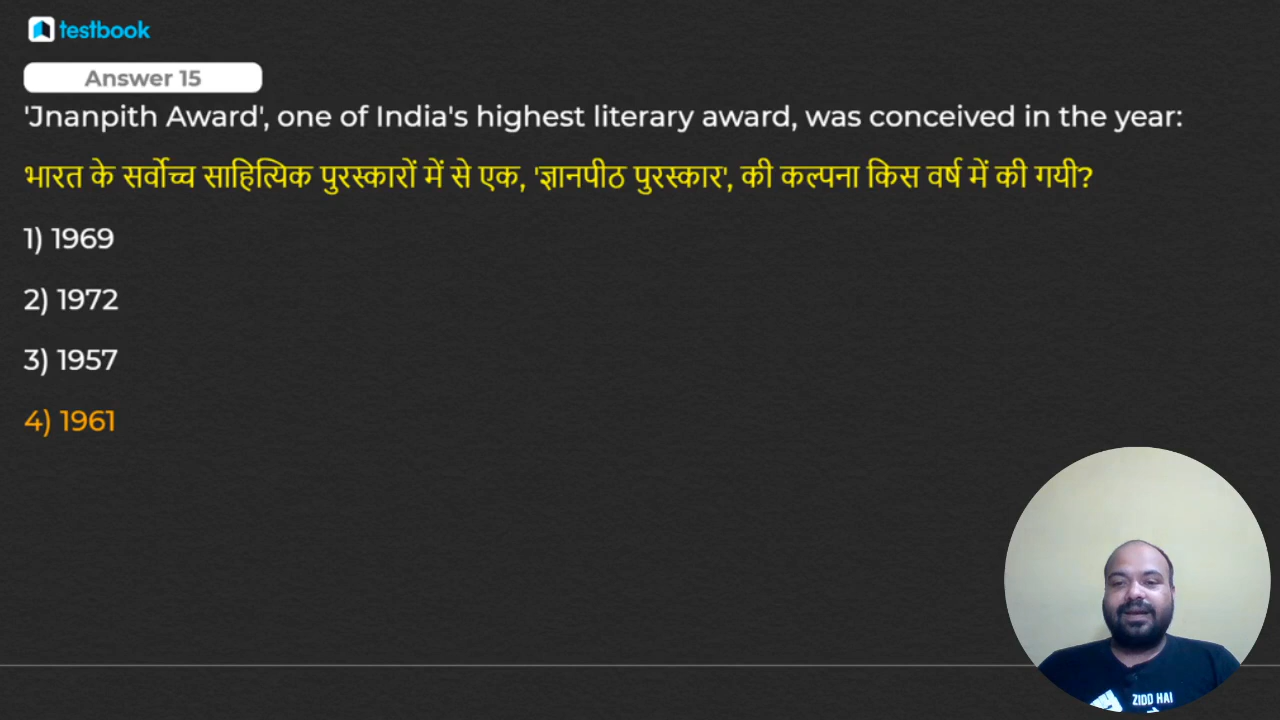 testbook
Answer 15
'Jnanpith Award', one of India's highest literary award, was conceived in the year:
भारत के सर्वोच्च साहित्यिक पुरस्कारों में से एक, 'ज्ञानपीठ पुरस्कार', की कल्पना किस वर्ष में की गयी?
1) 1969
2) 1972
3) 1957
4) 1961
ZIDD HAI